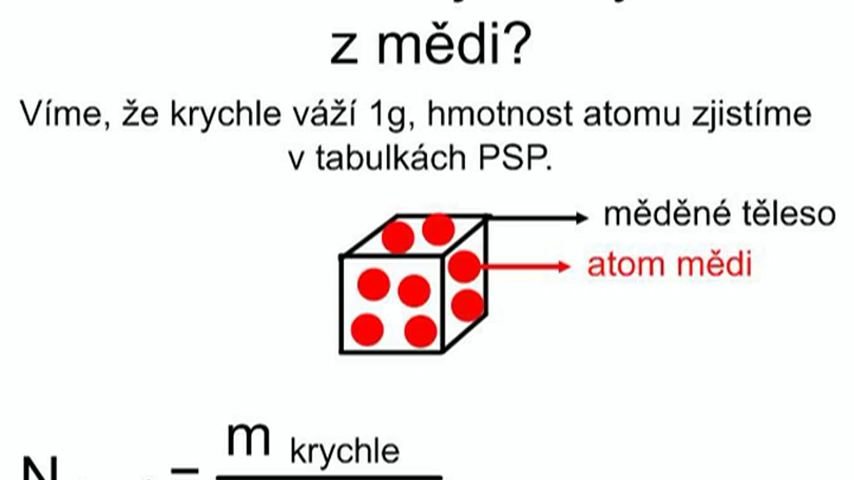 z mědi?
Víme, že krychle váží 1g, hmotnost atomu zjistíme
v tabulkách PSP.
měděné těleso
atom mědi
m krychle
N =